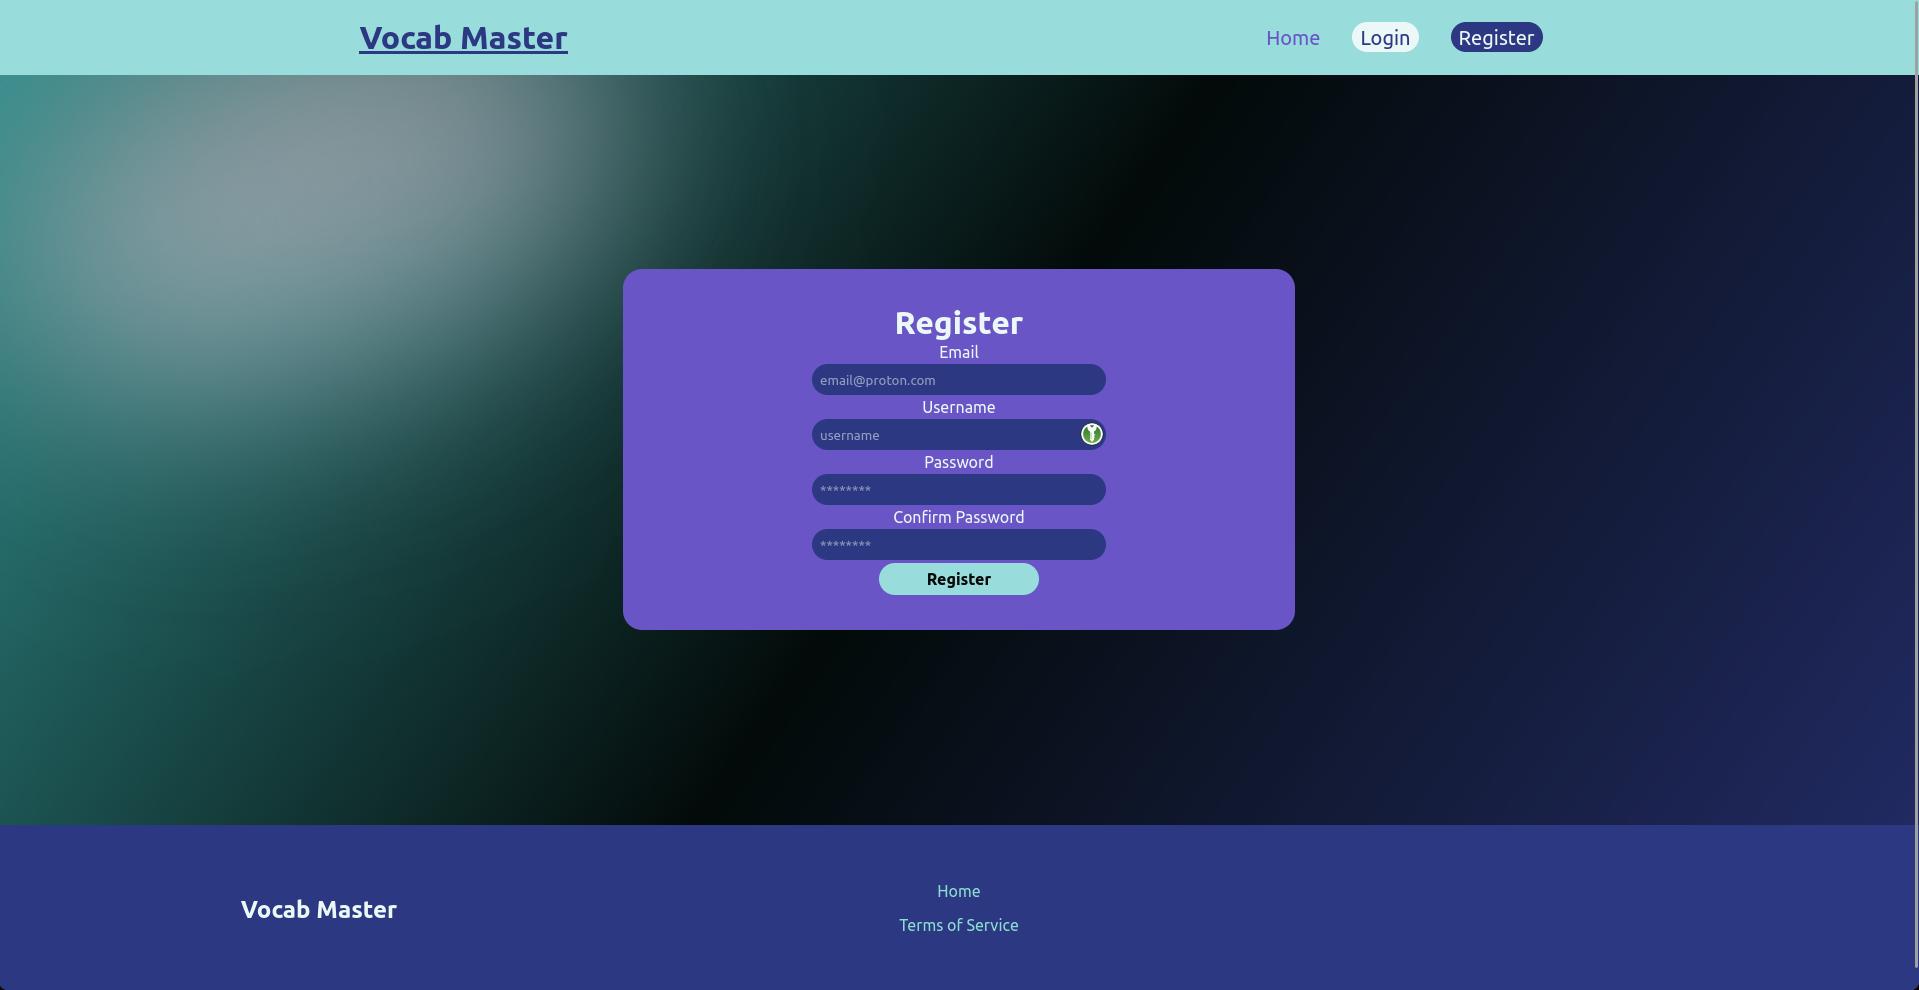 Vocab Master
Home Login Register
Register
Email
email@proton.com
Username
username
Password
********
Confirm Password
********
Register
Vocab Master
Home
Terms of Service